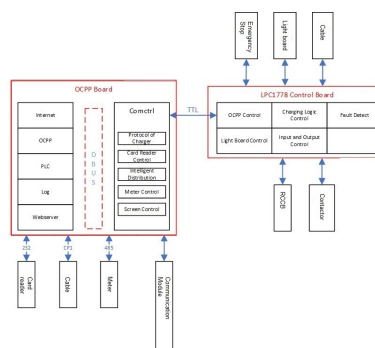 Emergency
Stop
Light board
Cable
OCPP Board
LPC1778 Control Board
Internet
OCPP
PLC
Log
Webserver
DBUS
Comctrl
Protocol of
Charger
Card Reader
Control
Intelligent
Distribution
Meter Control
Screen Control
TTL
OCPP Control
Charging Logic
Control
Fault Detect
Light Board Control
Input and Output
Control
RCCB
Contactor
232
CP1
485
Card
reader
Cable
Meter
Communication
Module